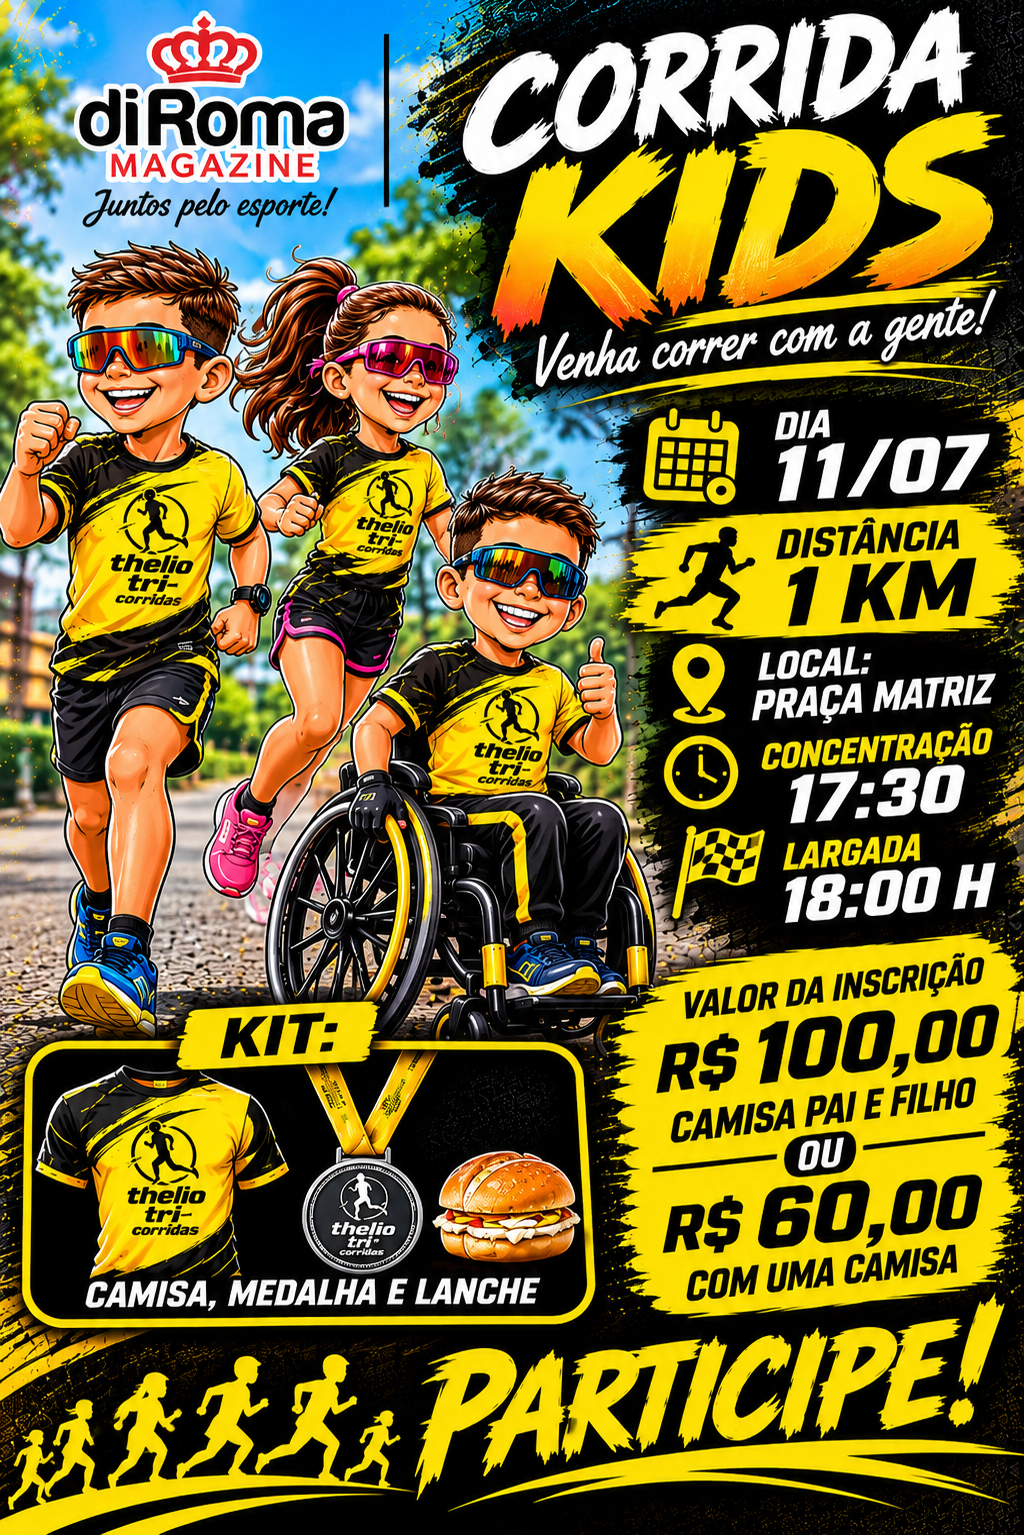 diRoma
MAGAZINE
Juntos pelo esporte!
CORRIDA
KIDS
Venha correr com a gente!
DIA
11/07
DISTÂNCIA
1 KM
LOCAL:
PRAÇA MATRIZ
CONCENTRAÇÃO
17:30
LARGADA
18:00 H
thelio
tri-
corridas
thelio
tri-
corridas
thelio
tri-
corridas
VALOR DA INSCRIÇÃO
R$ 100,00
CAMISA PAI E FILHO
OU
R$ 60,00
COM UMA CAMISA
KIT:
thelio
tri-
corridas
thelio
tri-
corridas
CAMISA, MEDALHA E LANCHE
PARTICIPE!